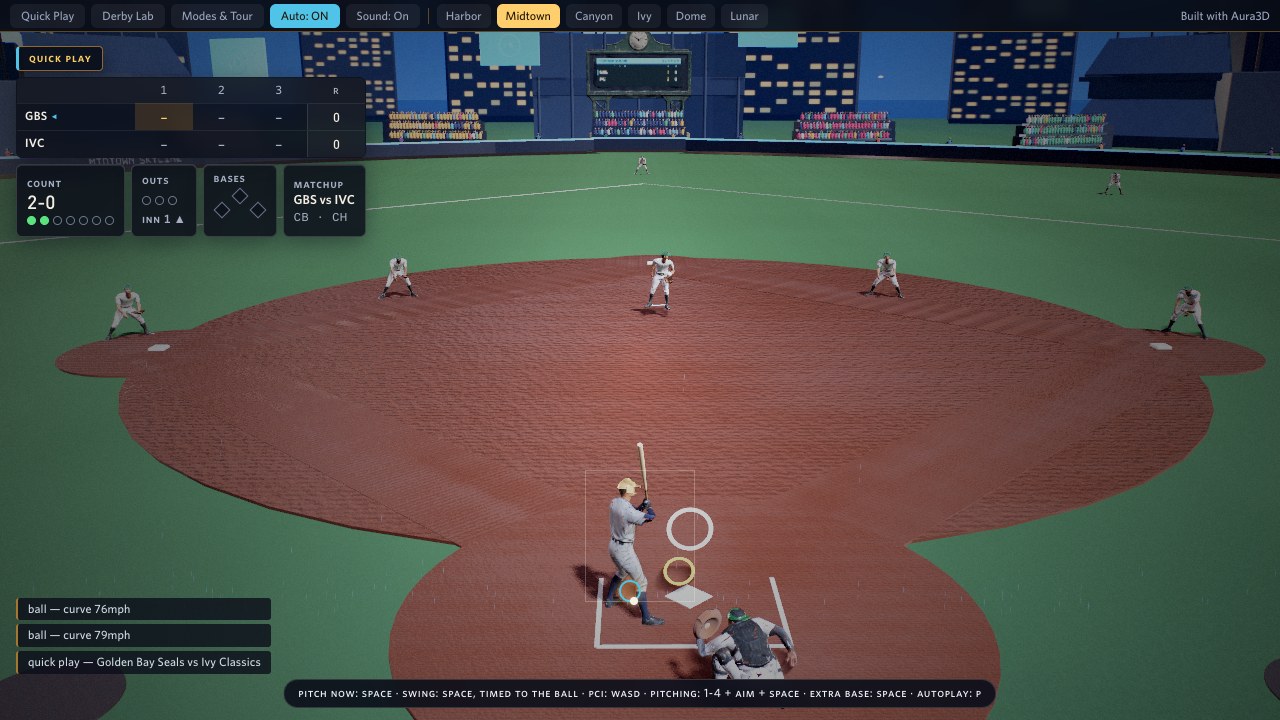 Quick Play Derby Lab Modes & Tour Auto: ON Sound: On Harbor Midtown Canyon Ivy Dome Lunar Built with Aura3D
QUICK PLAY
1 2 3 R
GBS ◂ – – – 0
IVC – – – 0
MIDTOWN SKYLINE
COUNT OUTS BASES MATCHUP
2-0 GBS vs IVC
INN 1 ▲ CB · CH
ball — curve 76mph
ball — curve 79mph
quick play — Golden Bay Seals vs Ivy Classics
PITCH NOW: SPACE · SWING: SPACE, TIMED TO THE BALL · PCI: WASD · PITCHING: 1-4 + AIM + SPACE · EXTRA BASE: SPACE · AUTOPLAY: P